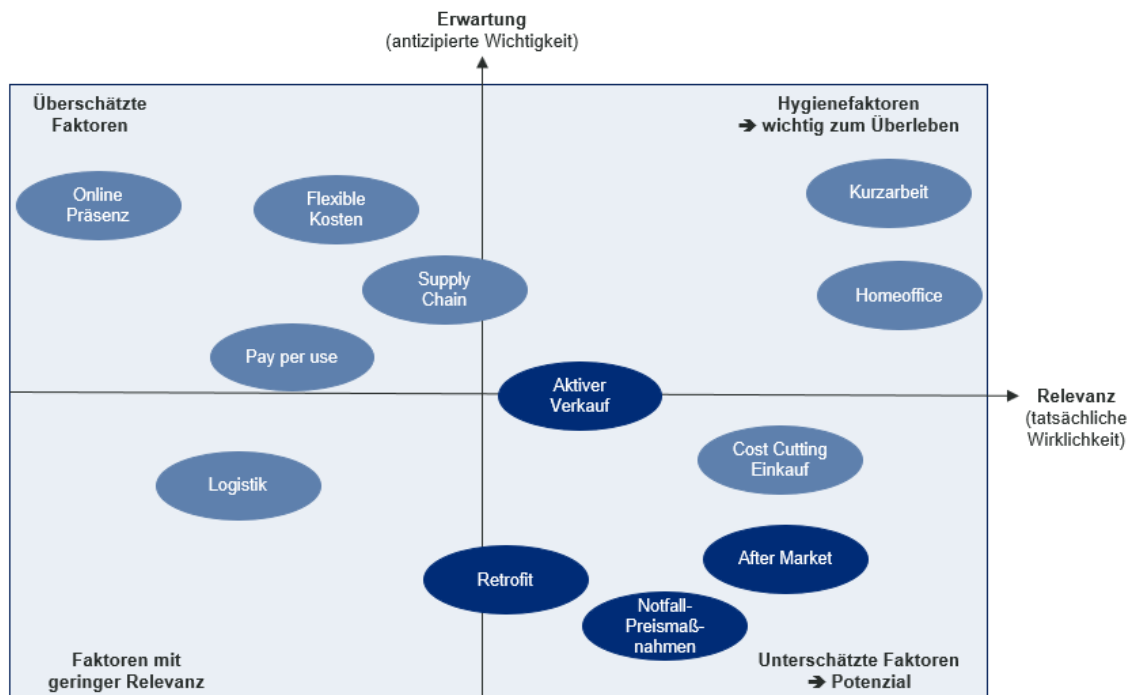 Erwartung
(antizipierte Wichtigkeit)
Überschätzte
Faktoren
Hygienefaktoren
➔ wichtig zum Überleben
Online
Präsenz
Flexible
Kosten
Kurzarbeit
Supply
Chain
Homeoffice
Pay per use
Aktiver
Verkauf
Relevanz
(tatsächliche
Wirklichkeit)
Cost Cutting
Einkauf
Logistik
After Market
Retrofit
Notfall-
Preismaß-
nahmen
Faktoren mit
geringer Relevanz
Unterschätzte Faktoren
➔ Potenzial